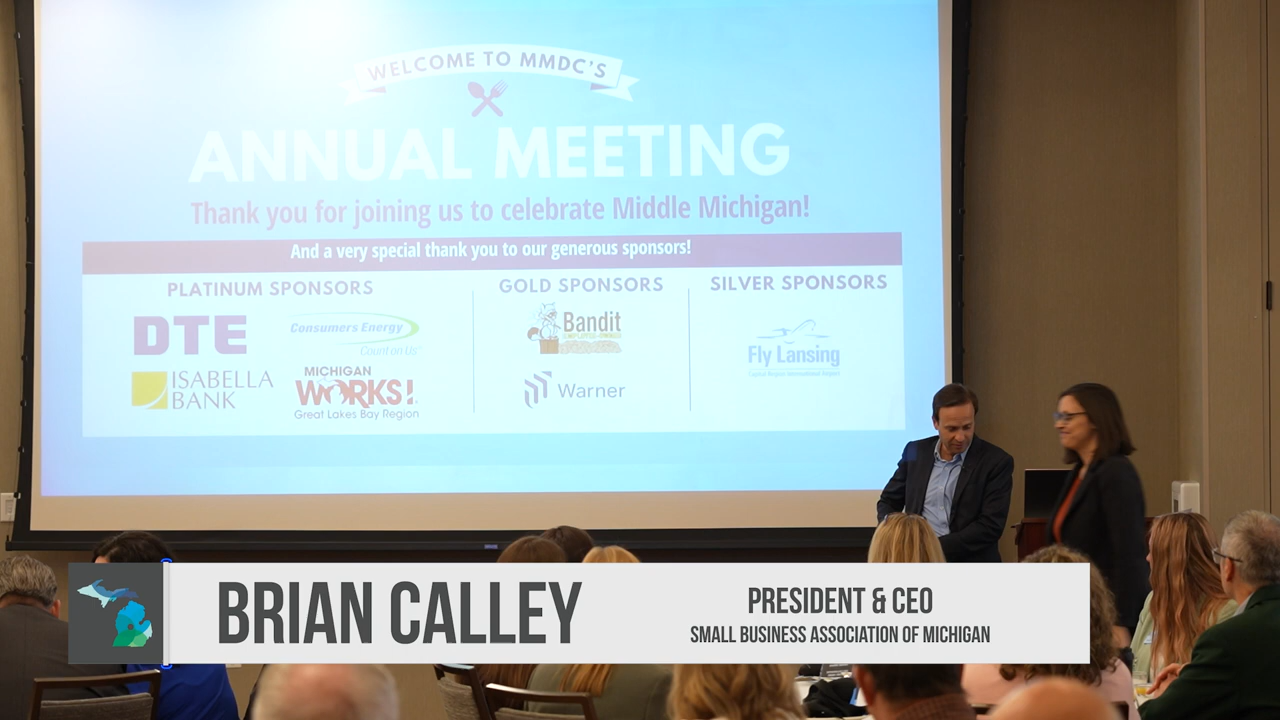 WELCOME TO MMDC'S
ANNUAL MEETING
Thank you for joining us to celebrate Middle Michigan!
And a very special thank you to our generous sponsors!
PLATINUM SPONSORS
DTE
Consumers Energy
Count on Us
ISABELLA
BANK
MICHIGAN
WORKS!
Great Lakes Bay Region
GOLD SPONSORS
Bandit
Warner
SILVER SPONSORS
Fly Lansing
BRIAN CALLEY
PRESIDENT & CEO
SMALL BUSINESS ASSOCIATION OF MICHIGAN